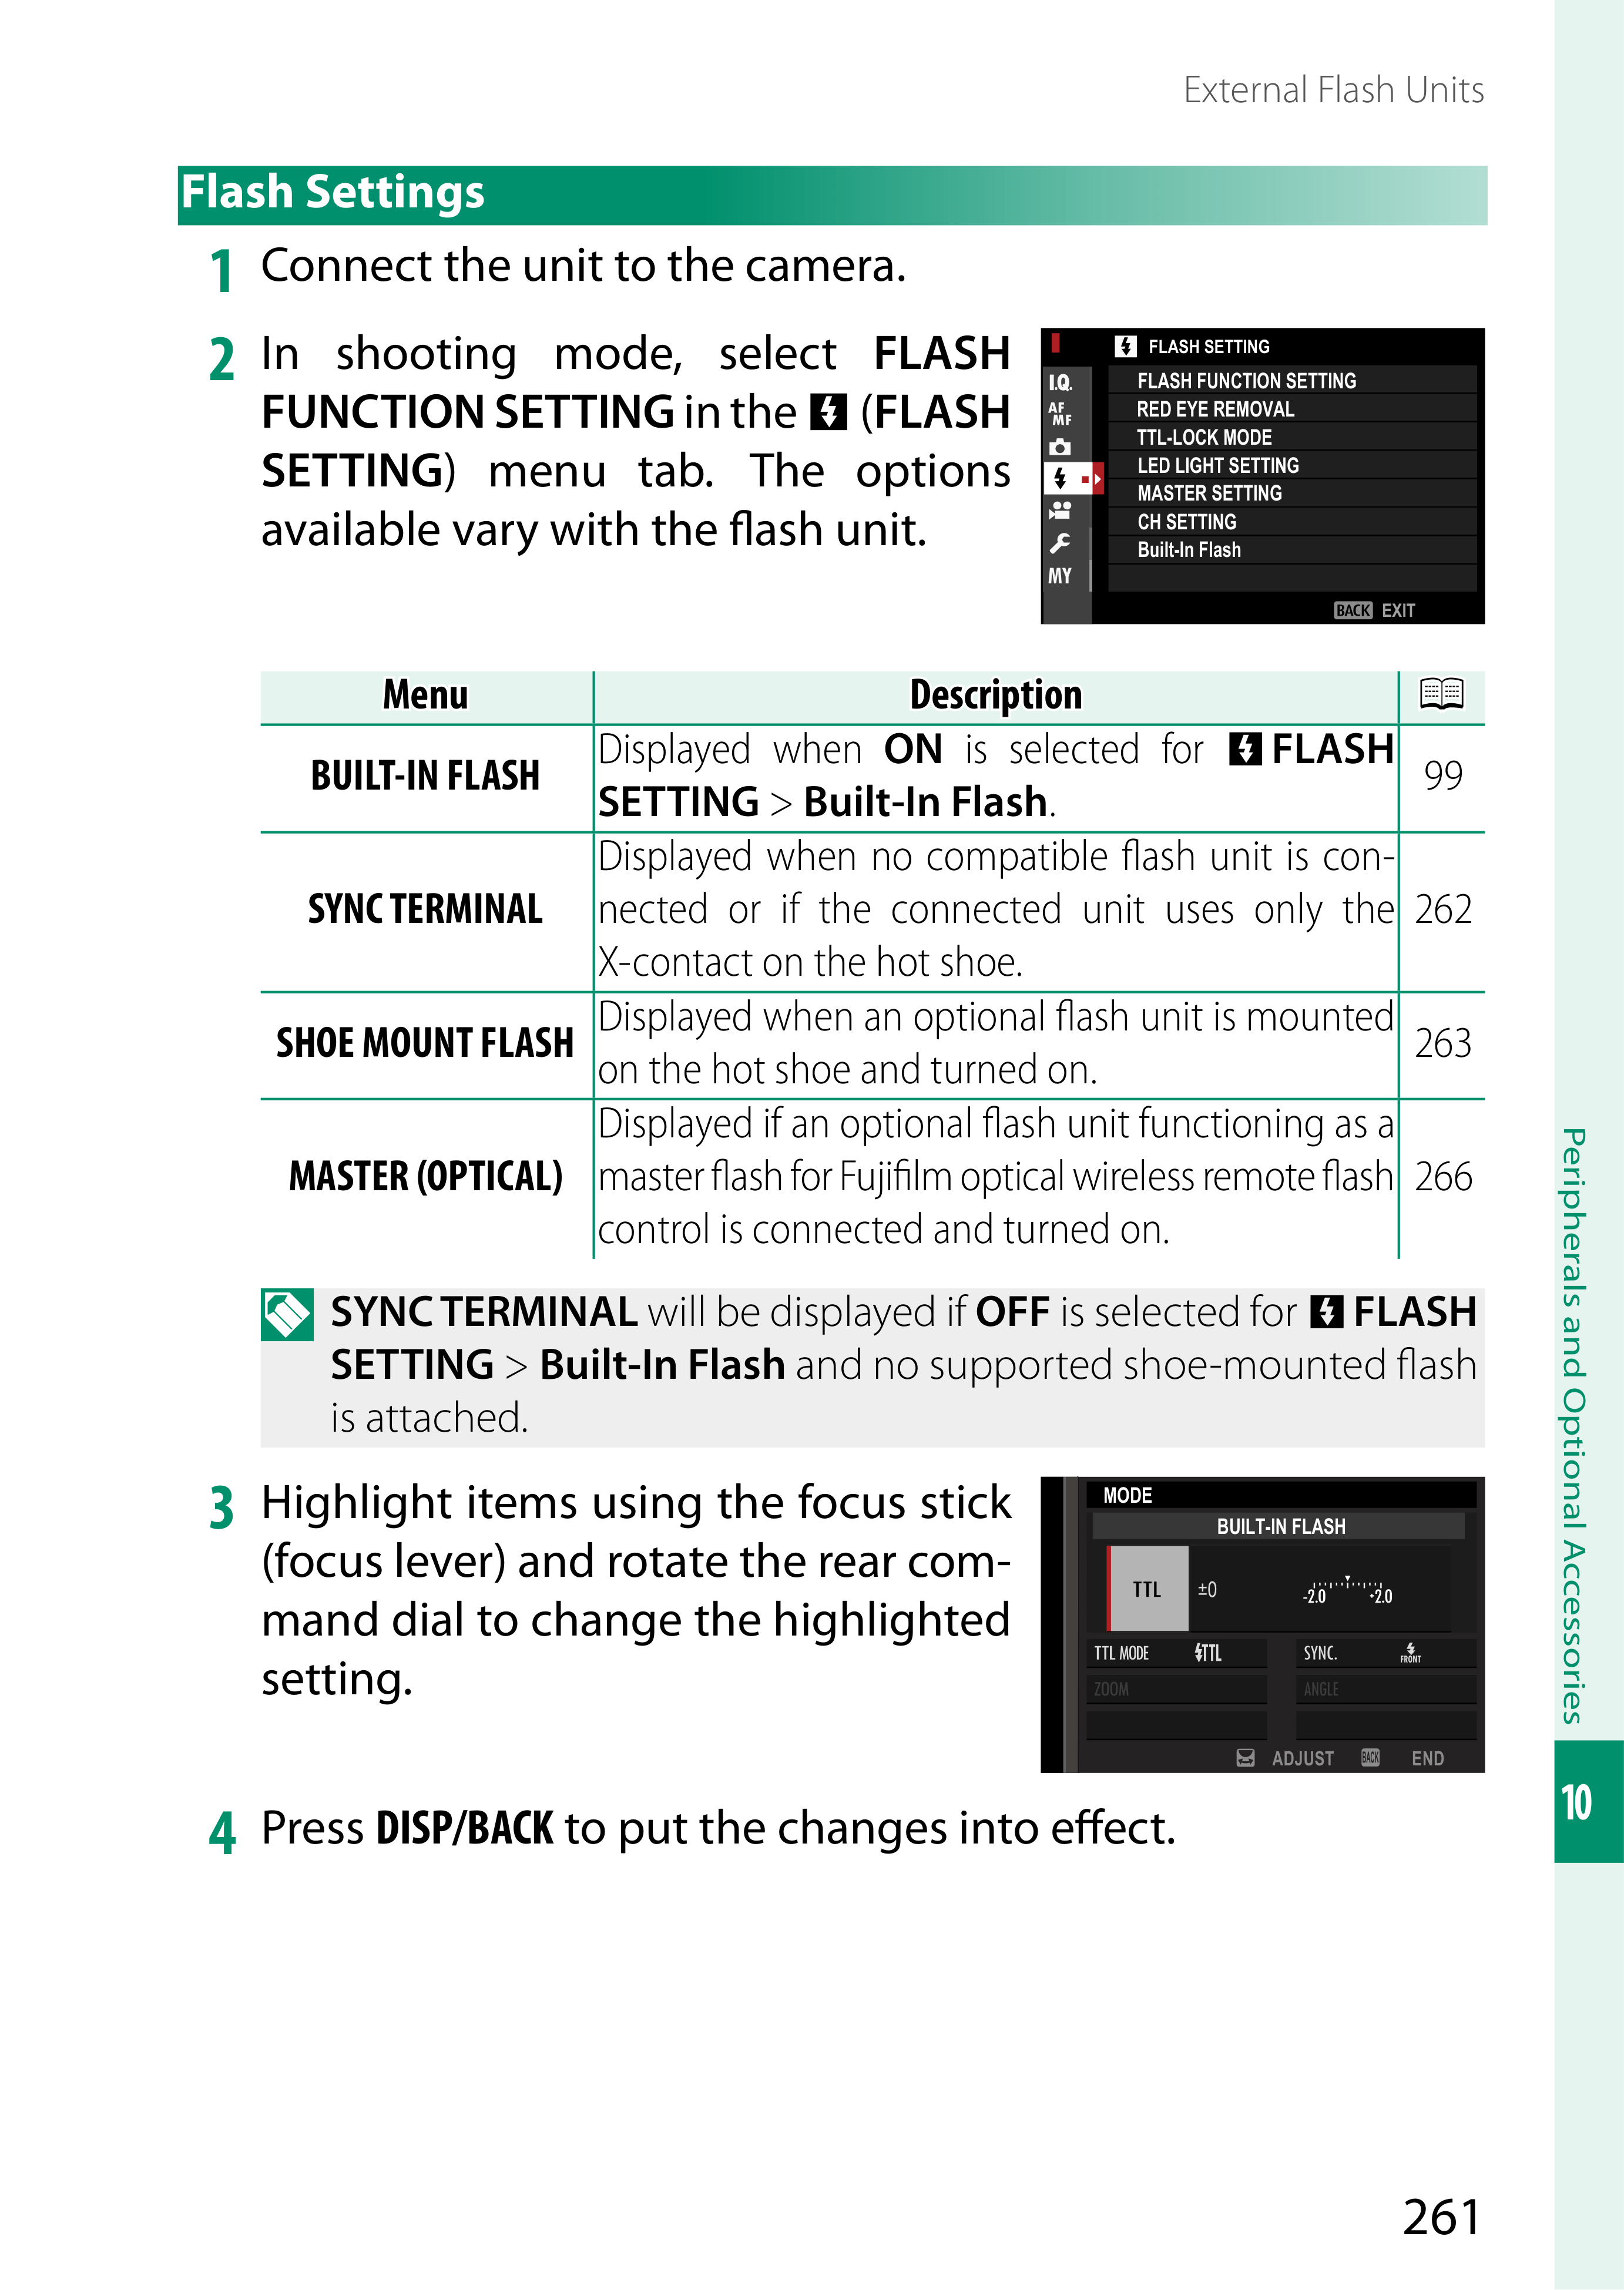 External Flash Units
Flash Settings
1 Connect the unit to the camera.
2 In shooting mode, select FLASH
FUNCTION SETTING in the (FLASH
SETTING) menu tab. The options
available vary with the flash unit.
FLASH SETTING
I.Q.
AF
MF
MY
FLASH FUNCTION SETTING
RED EYE REMOVAL
TTL-LOCK MODE
LED LIGHT SETTING
MASTER SETTING
CH SETTING
Built-In Flash
BACK EXIT
Menu Description
BUILT-IN FLASH
Displayed when ON is selected for FLASH
SETTING > Built-In Flash.
99
SYNC TERMINAL
Displayed when no compatible flash unit is con-
nected or if the connected unit uses only the
X-contact on the hot shoe.
262
SHOE MOUNT FLASH
Displayed when an optional flash unit is mounted
on the hot shoe and turned on.
263
MASTER (OPTICAL)
Displayed if an optional flash unit functioning as a
master flash for Fujifilm optical wireless remote flash
control is connected and turned on.
266
SYNC TERMINAL will be displayed if OFF is selected for FLASH
SETTING > Built-In Flash and no supported shoe-mounted flash
is attached.
3 Highlight items using the focus stick
(focus lever) and rotate the rear com-
mand dial to change the highlighted
setting.
MODE
BUILT-IN FLASH
TTL ±0 -2.0 +2.0
TTL MODE TTL SYNC. FRONT
ZOOM ANGLE
ADJUST BACK END
4 Press DISP/BACK to put the changes into effect.
Peripherals and Optional Accessories
10
261